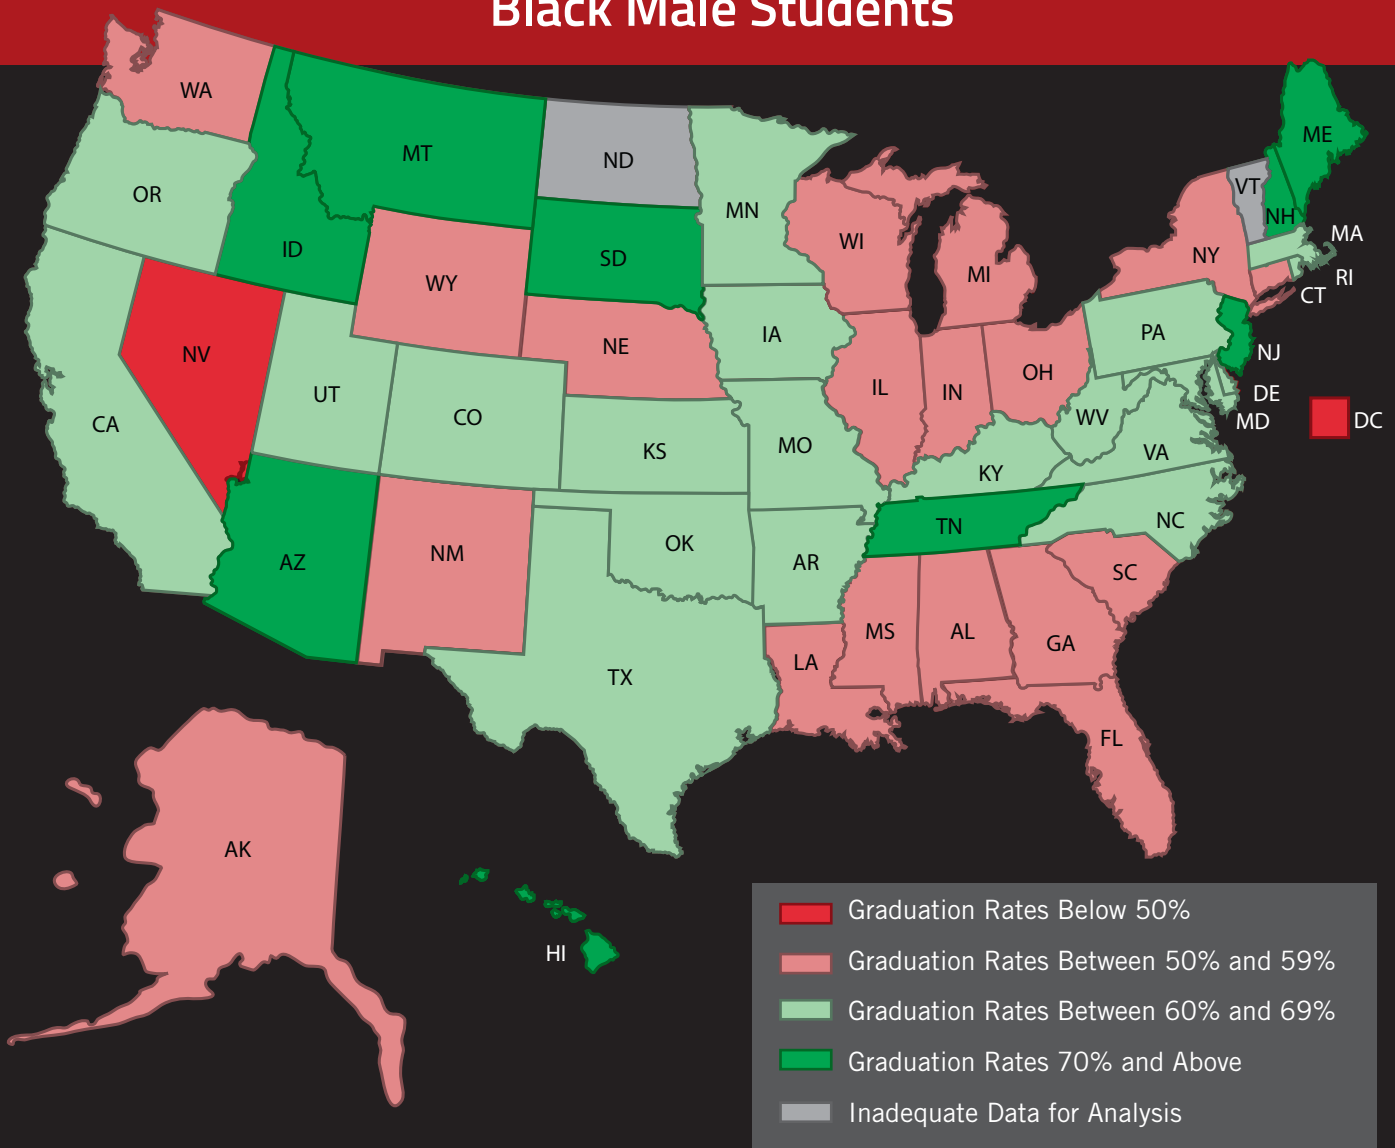 Black Male Students
WA
MT
ND
ME
OR
MN
VT
NH
ID
SD
WI
MA
NY
MI
RI
WY
CT
NV
NE
IA
PA
NJ
UT
IL
IN
OH
DE
CO
CA
WV
MD
DC
KS
MO
VA
KY
NC
TN
AZ
NM
OK
AR
SC
MS
AL
GA
LA
TX
FL
AK
HI
Graduation Rates Below 50%
Graduation Rates Between 50% and 59%
Graduation Rates Between 60% and 69%
Graduation Rates 70% and Above
Inadequate Data for Analysis